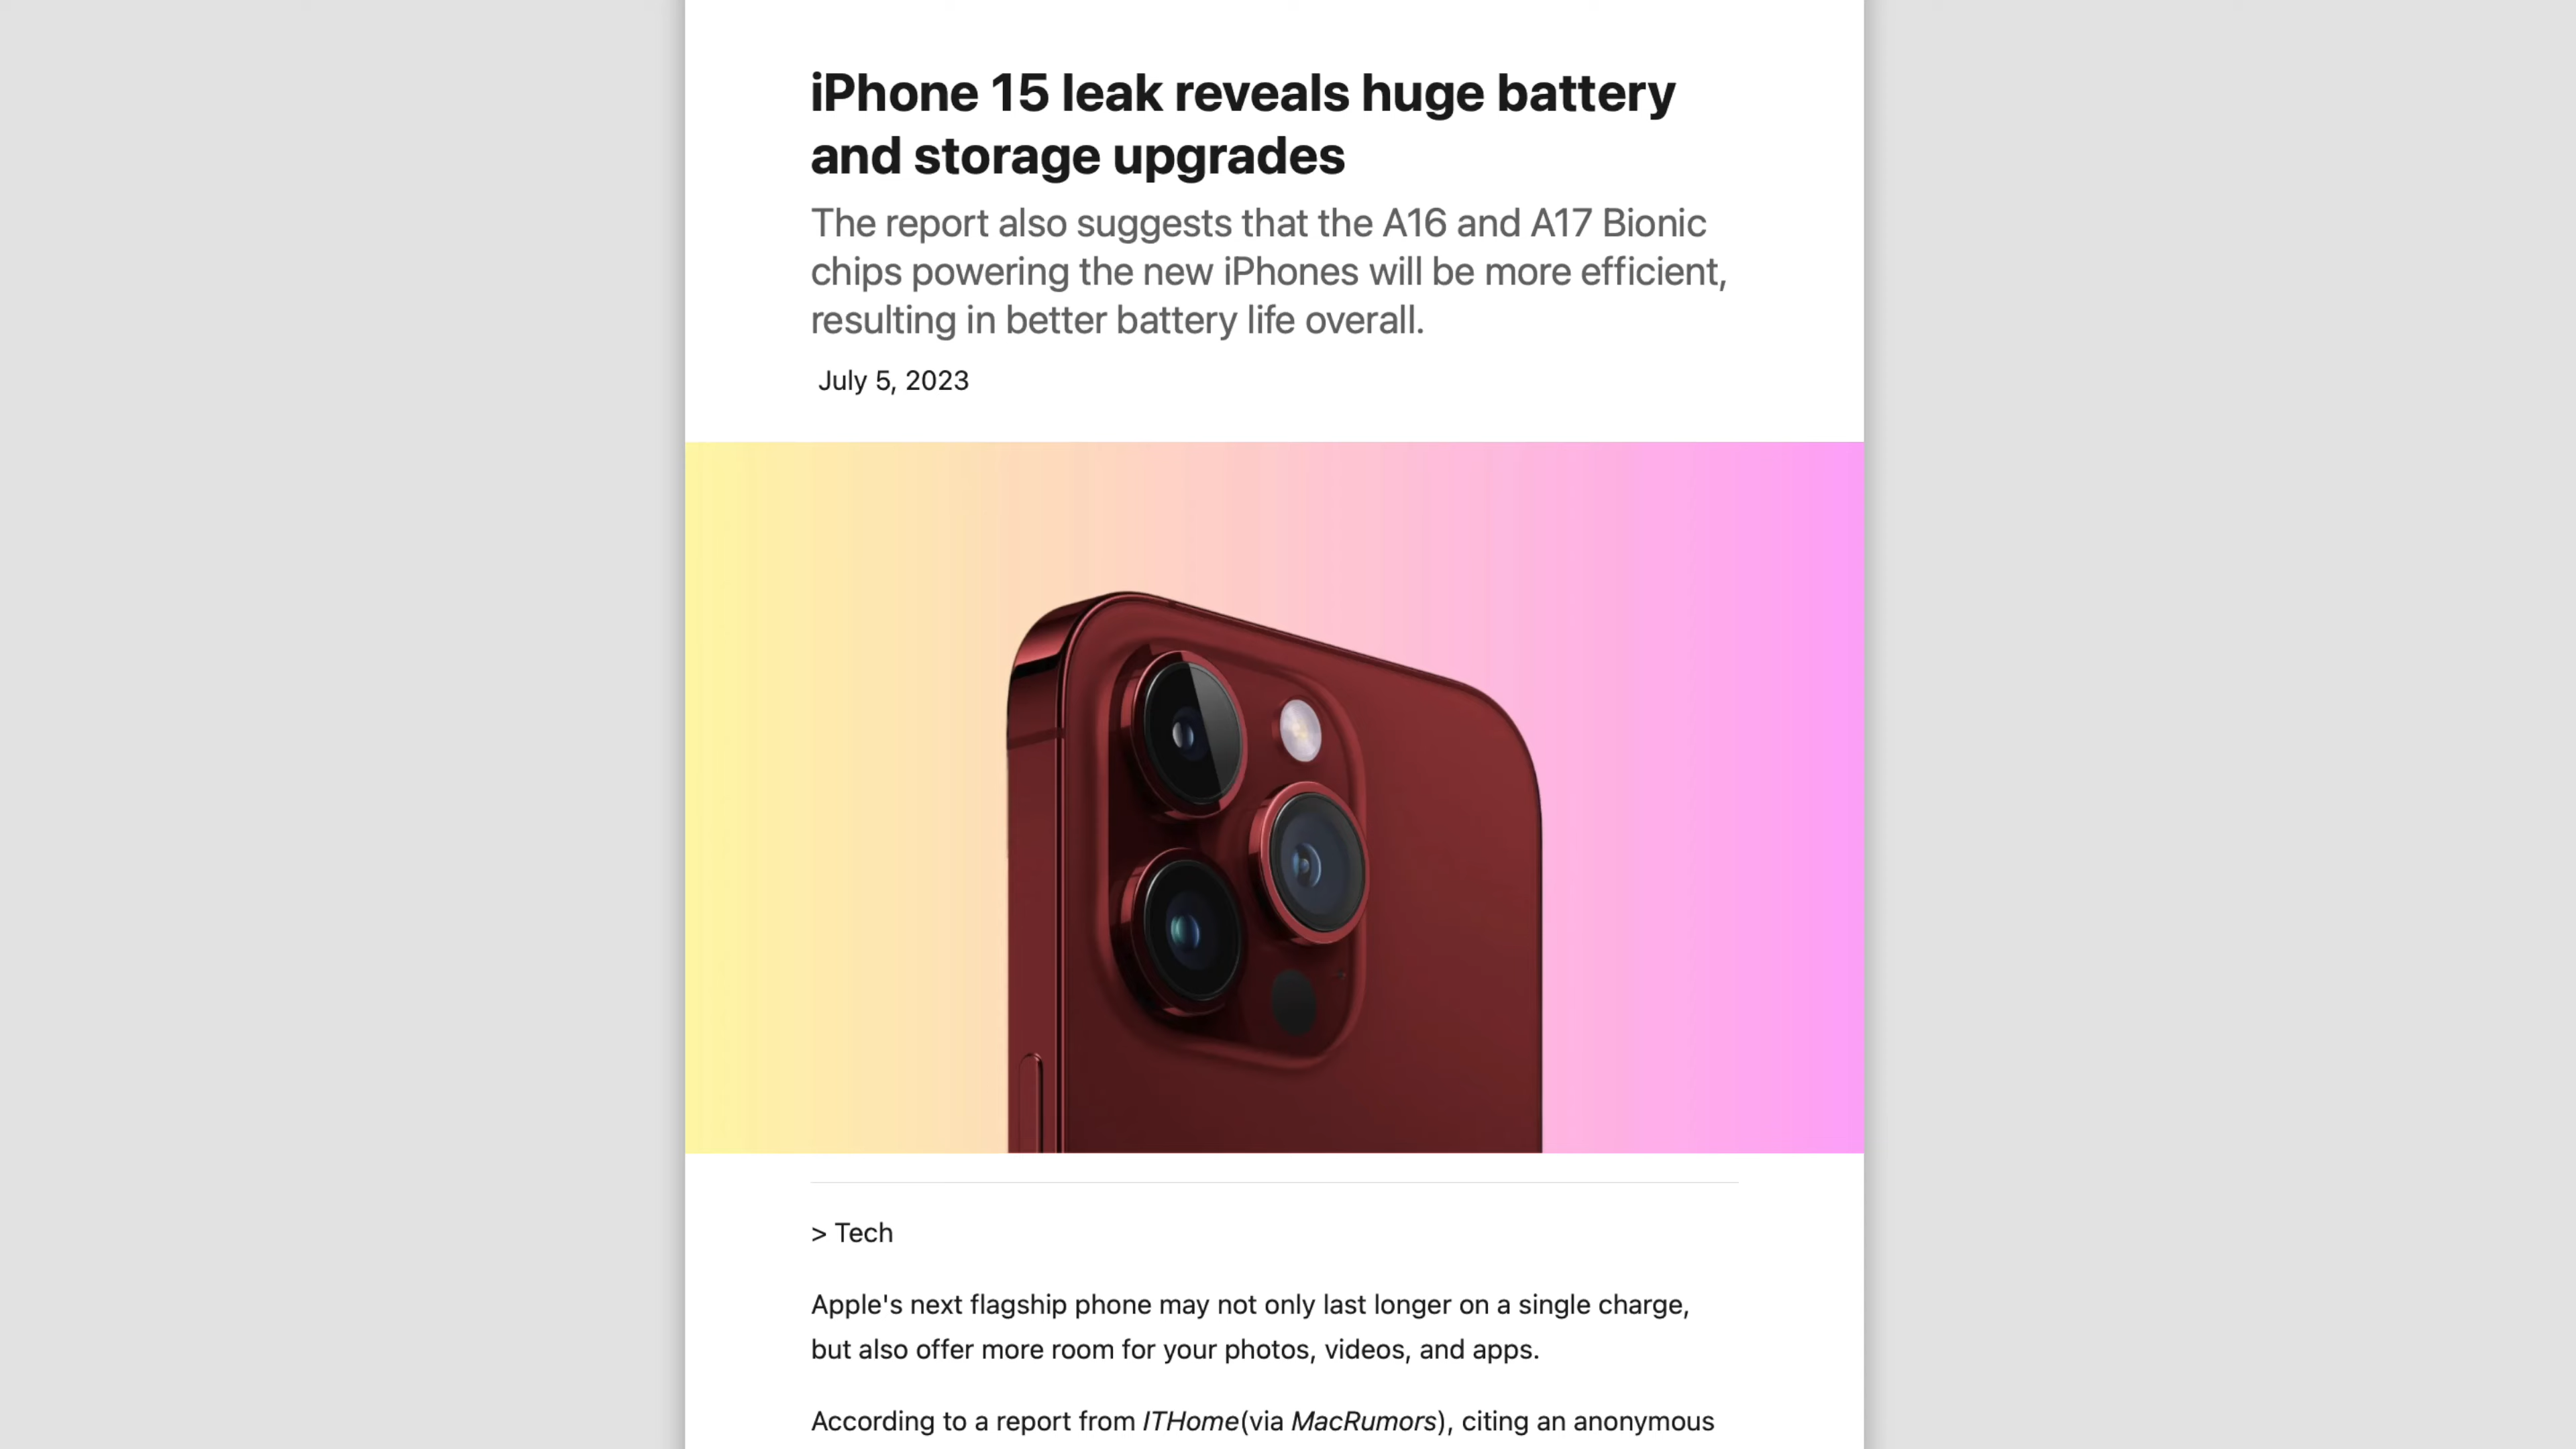 iPhone 15 leak reveals huge battery
and storage upgrades
The report also suggests that the A16 and A17 Bionic
chips powering the new iPhones will be more efficient,
resulting in better battery life overall.
July 5, 2023
> Tech
Apple's next flagship phone may not only last longer on a single charge,
but also offer more room for your photos, videos, and apps.
According to a report from ITHome(via MacRumors), citing an anonymous